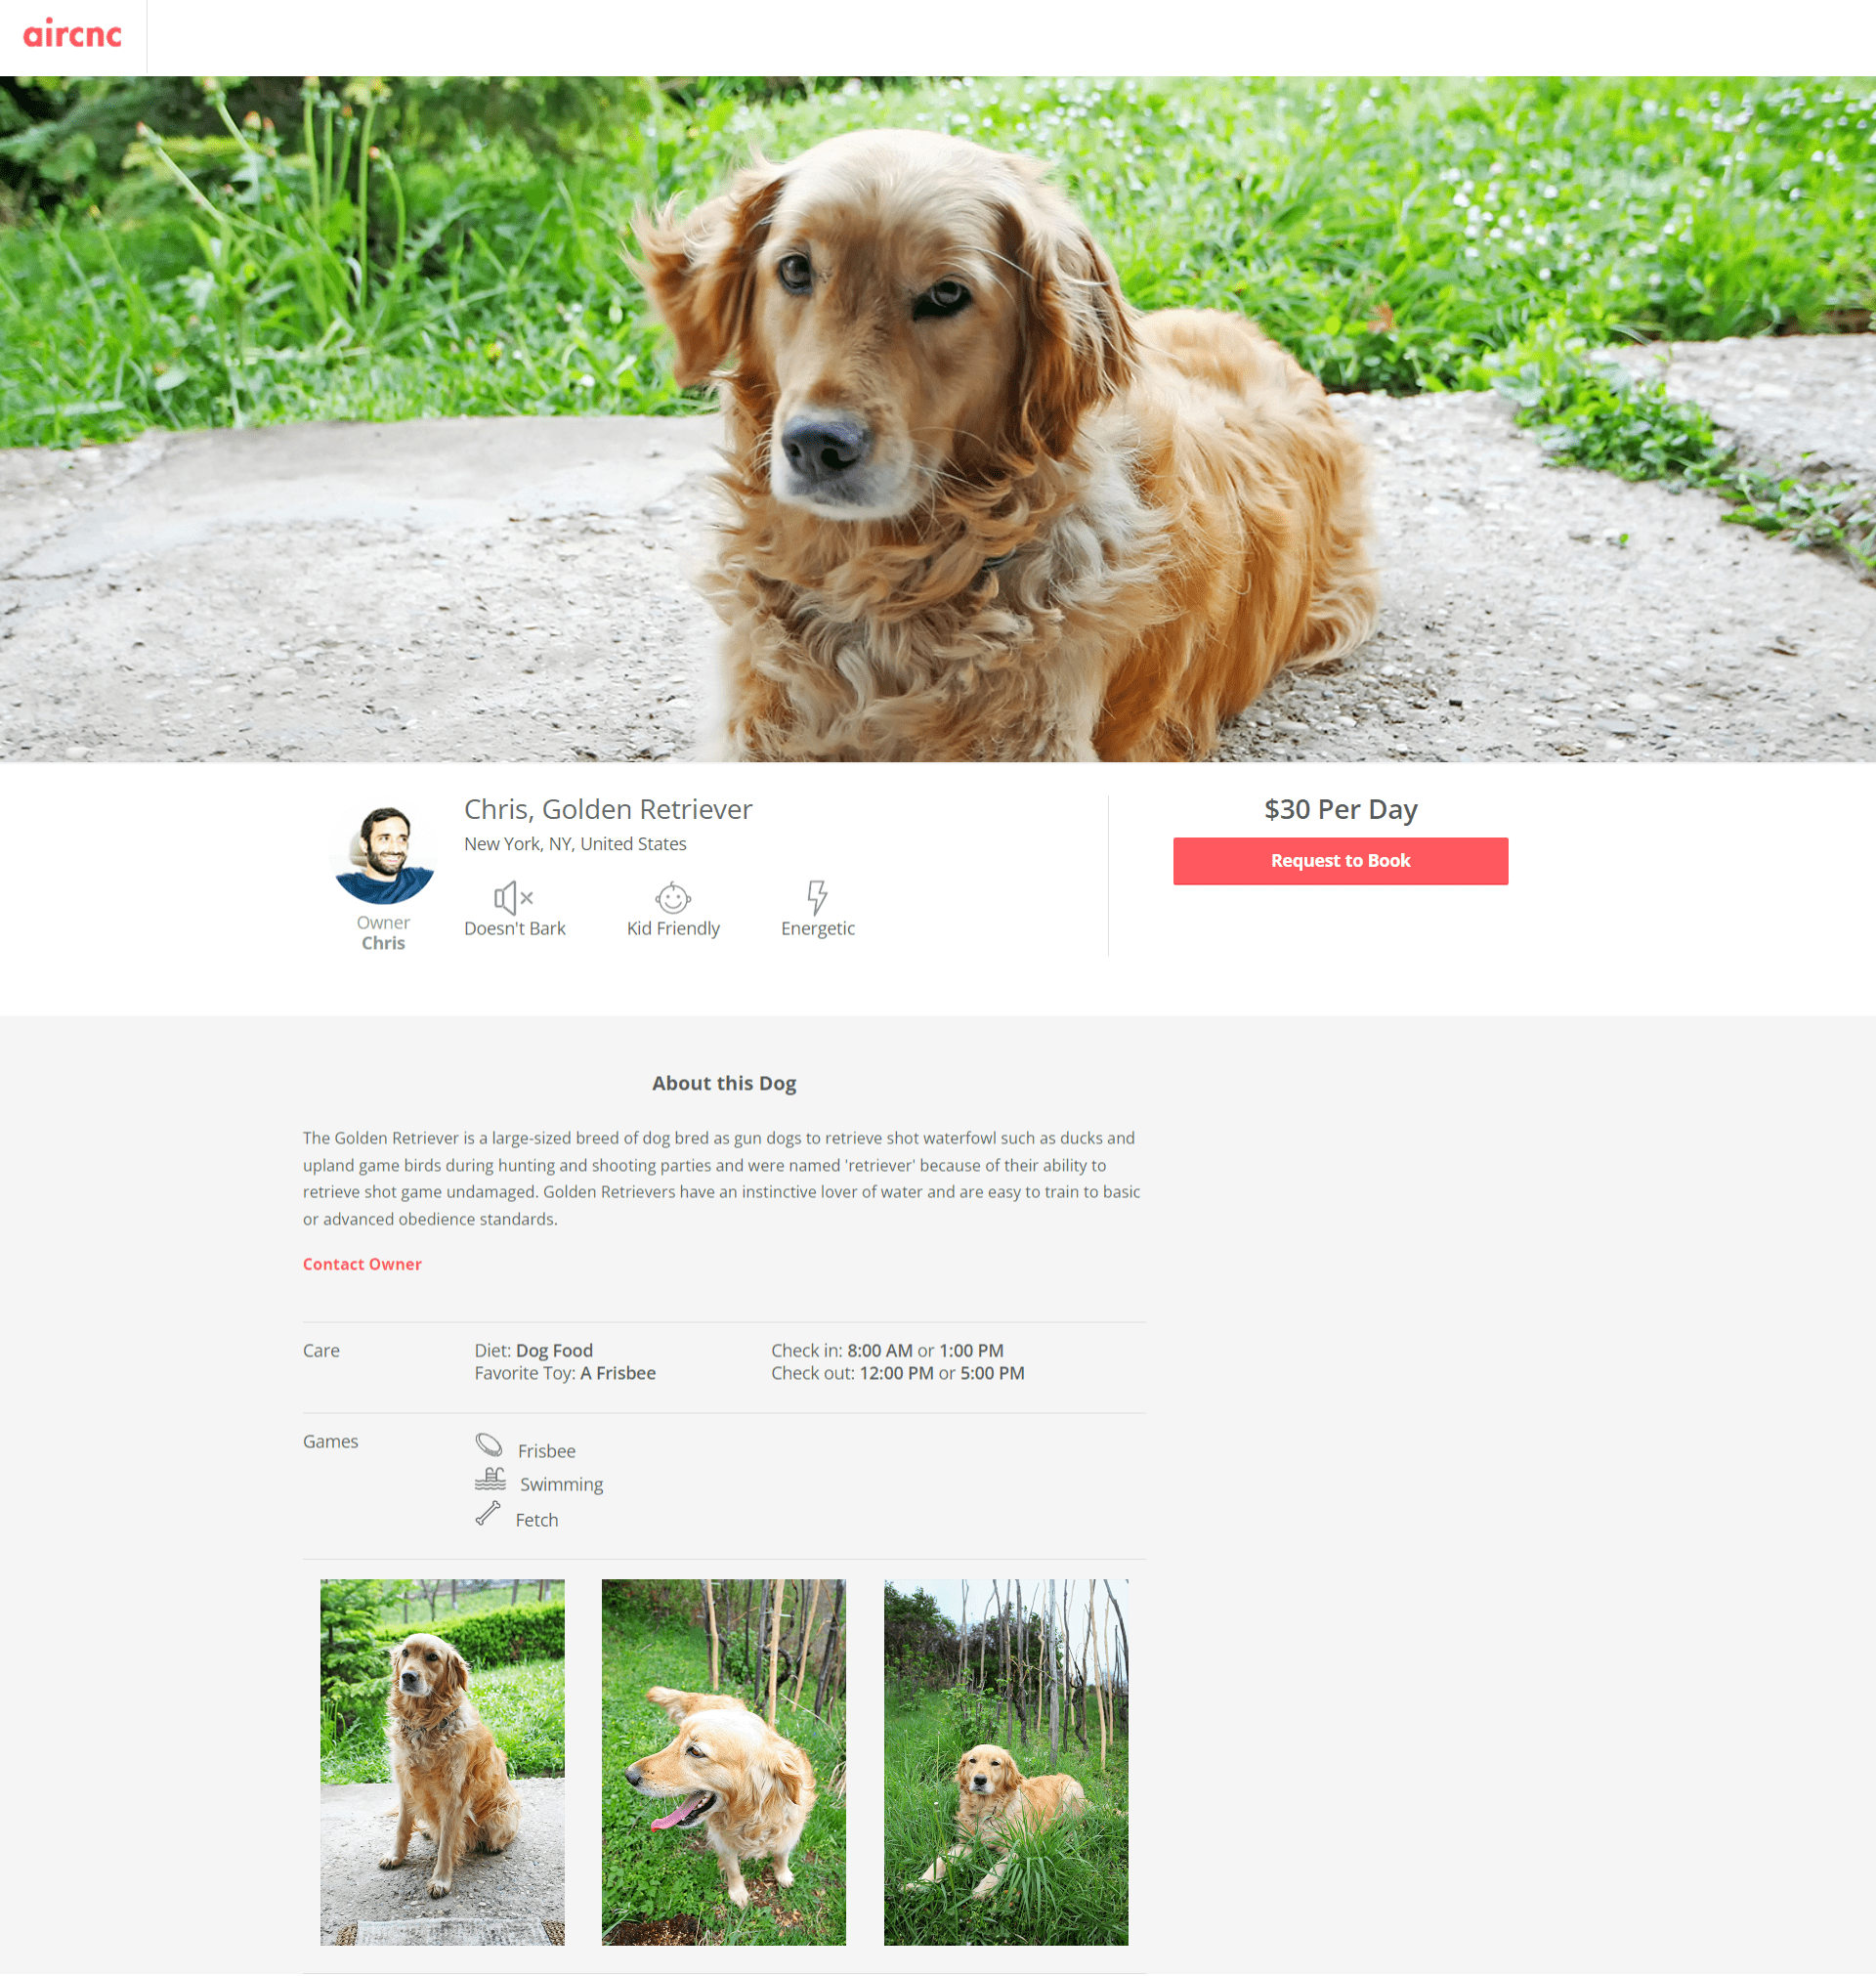 aircnc
Chris, Golden Retriever
New York, NY, United States
Doesn't Bark
Kid Friendly
Energetic
Owner
Chris
$30 Per Day
Request to Book
About this Dog
The Golden Retriever is a large-sized breed of dog bred as gun dogs to retrieve shot waterfowl such as ducks and
upland game birds during hunting and shooting parties and were named 'retriever' because of their ability to
retrieve shot game undamaged. Golden Retrievers have an instinctive lover of water and are easy to train to basic
or advanced obedience standards.
Contact Owner
Care
Diet: Dog Food
Favorite Toy: A Frisbee
Check in: 8:00 AM or 1:00 PM
Check out: 12:00 PM or 5:00 PM
Games
Frisbee
Swimming
Fetch